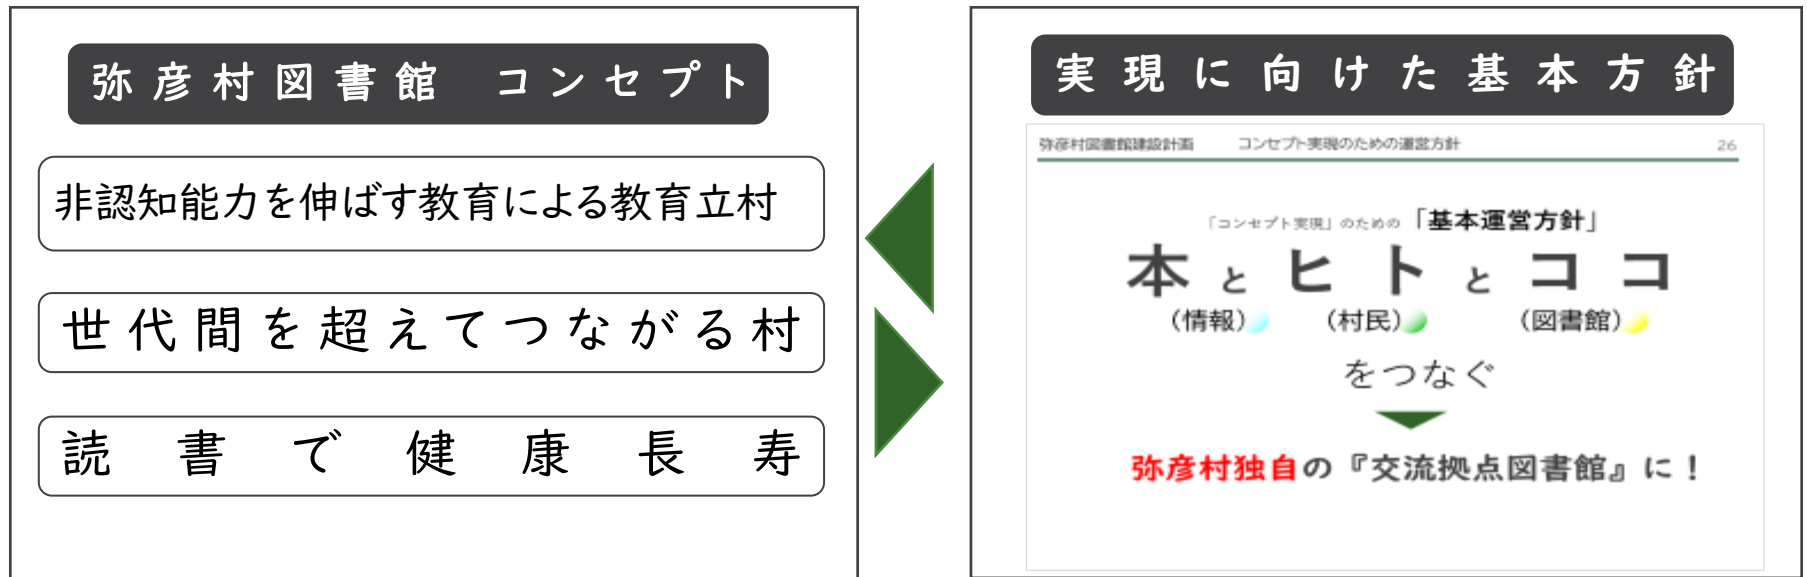 弥彦村図書館 コンセプト
非認知能力を伸ばす教育による教育立村
世代間を超えてつながる村
読書で健康長寿
実現に向けた基本方針
弥彦村図書館建設計画 コンセプト実現のための運営方針 26
「コンセプト実現」のための「基本運営方針」
本とヒトとココ
（情報） （村民） （図書館）
をつなぐ
弥彦村独自の『交流拠点図書館』に！